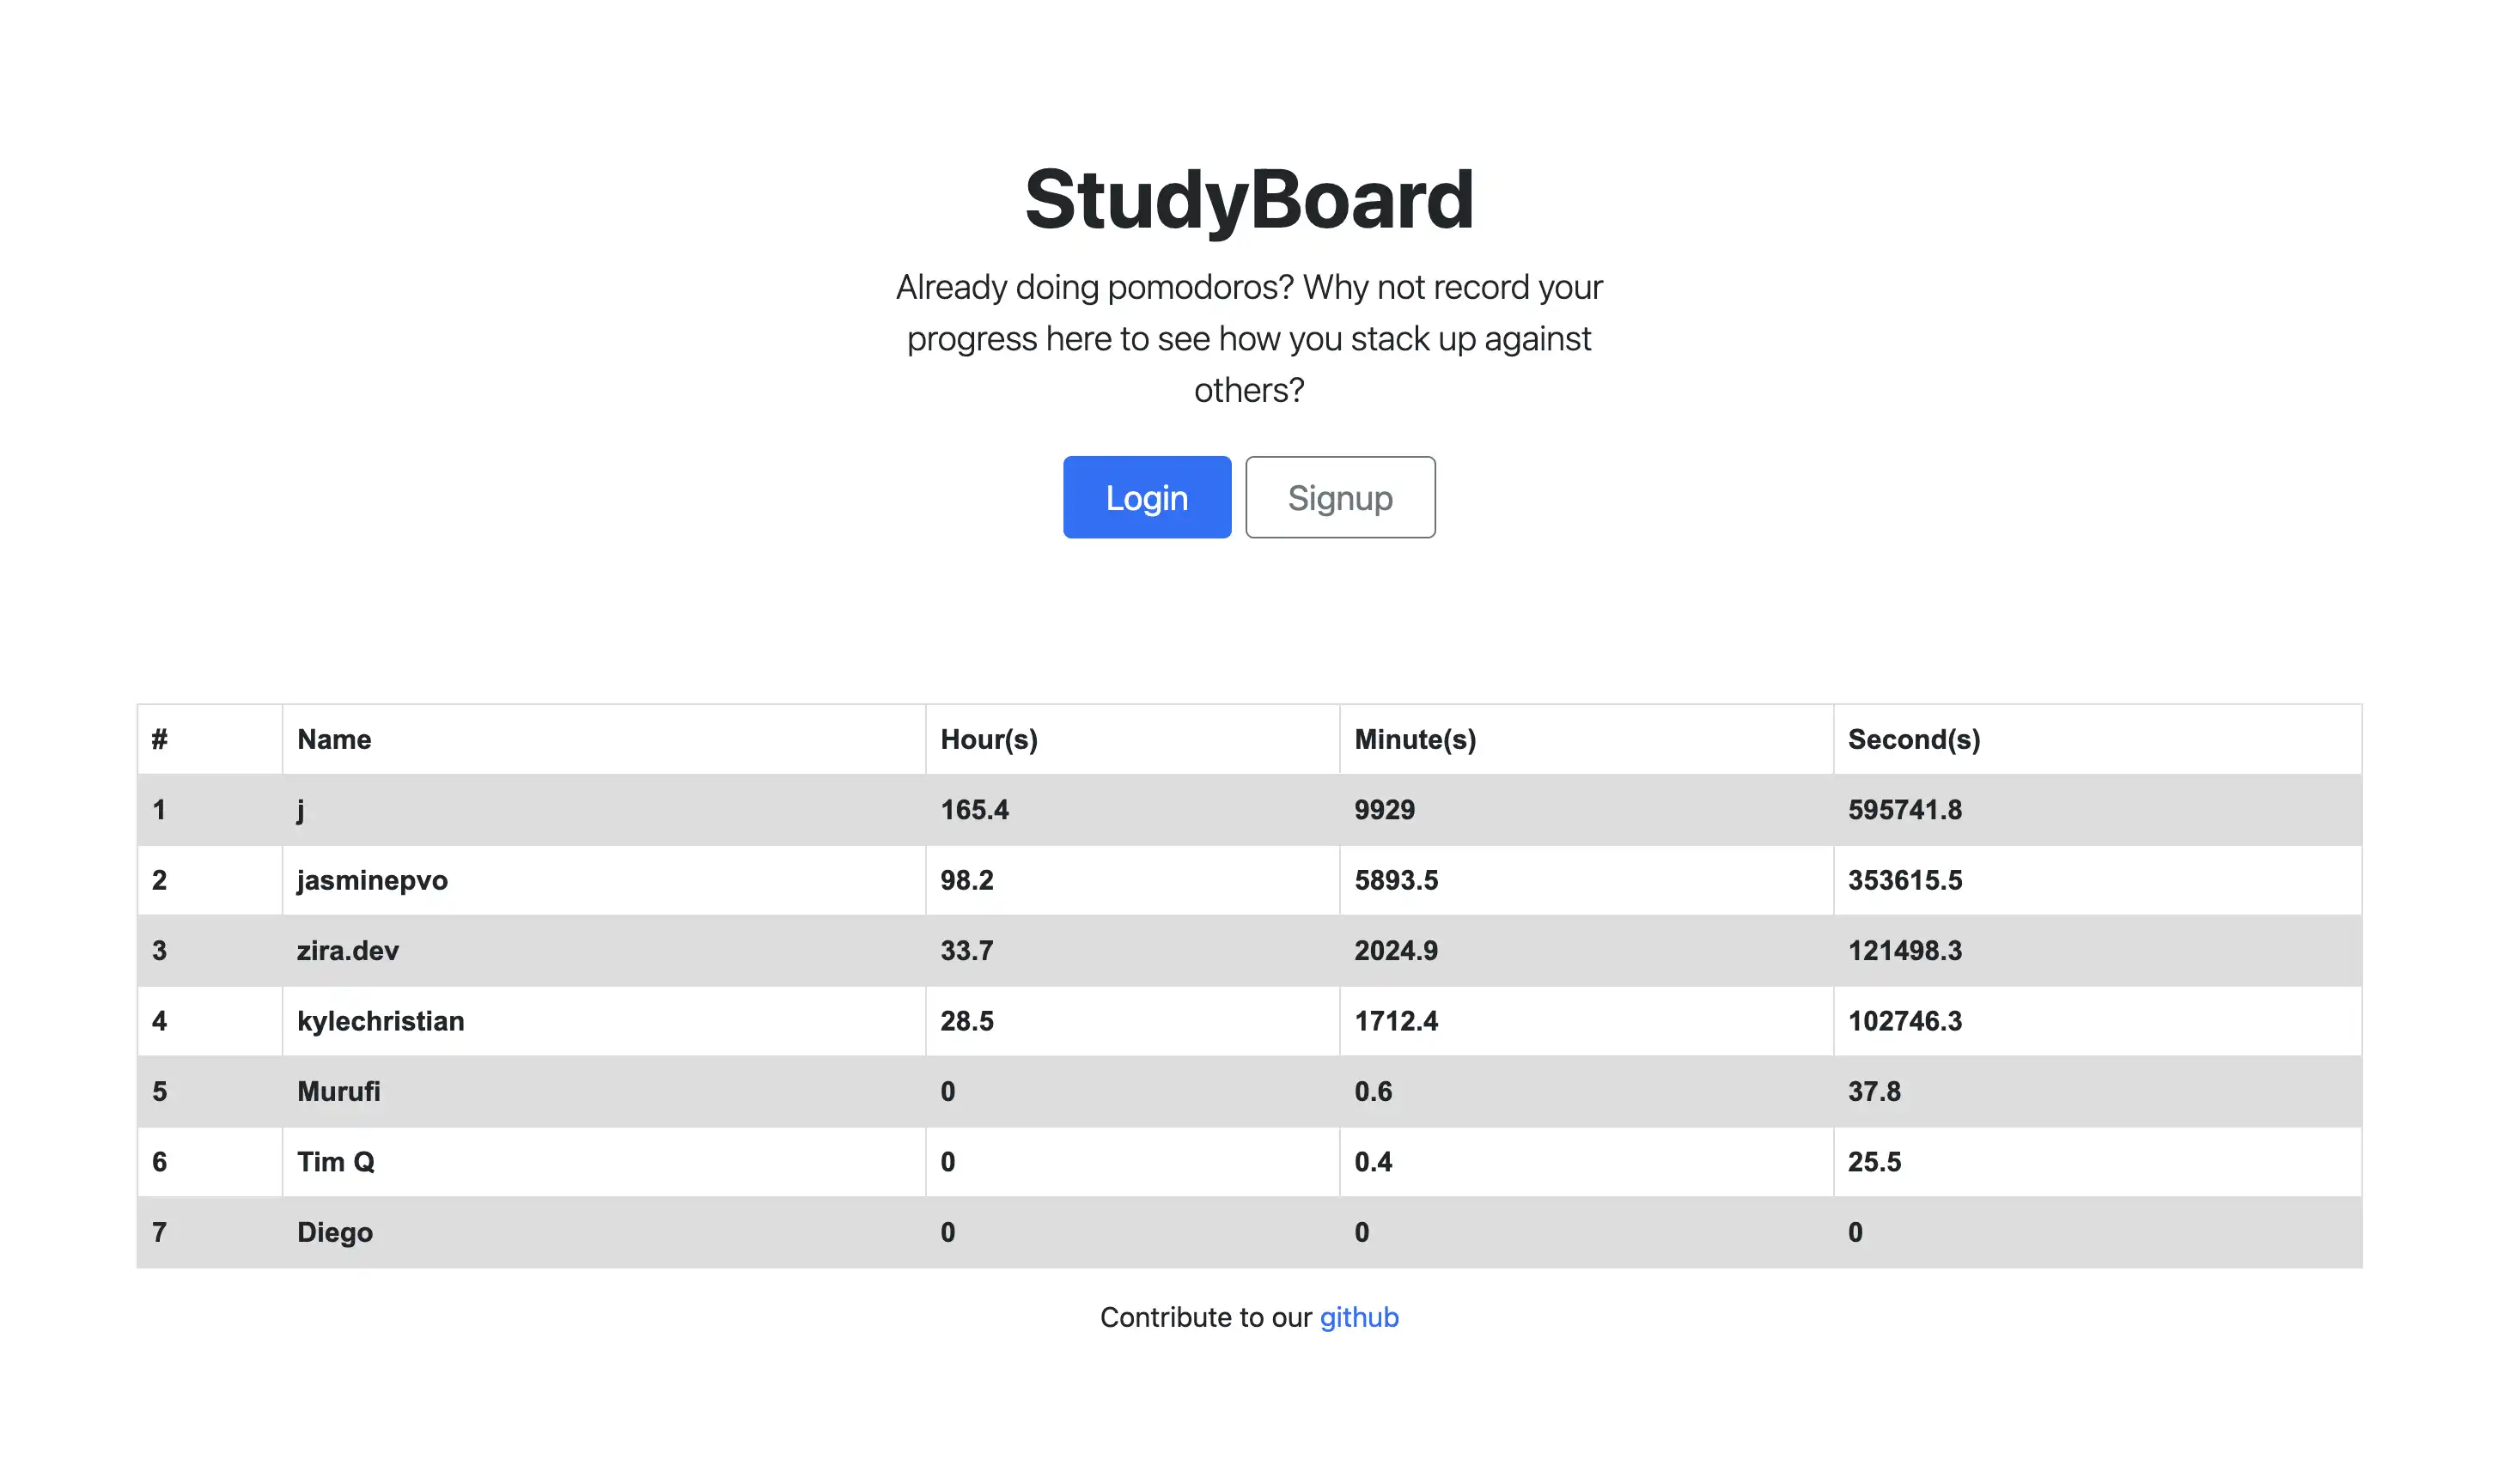 StudyBoard
Already doing pomodoros? Why not record your
progress here to see how you stack up against
others?
Login Signup
# Name Hour(s) Minute(s) Second(s)
1 j 165.4 9929 595741.8
2 jasminepvo 98.2 5893.5 353615.5
3 zira.dev 33.7 2024.9 121498.3
4 kylechristian 28.5 1712.4 102746.3
5 Murufi 0 0.6 37.8
6 Tim Q 0 0.4 25.5
7 Diego 0 0 0
Contribute to our github